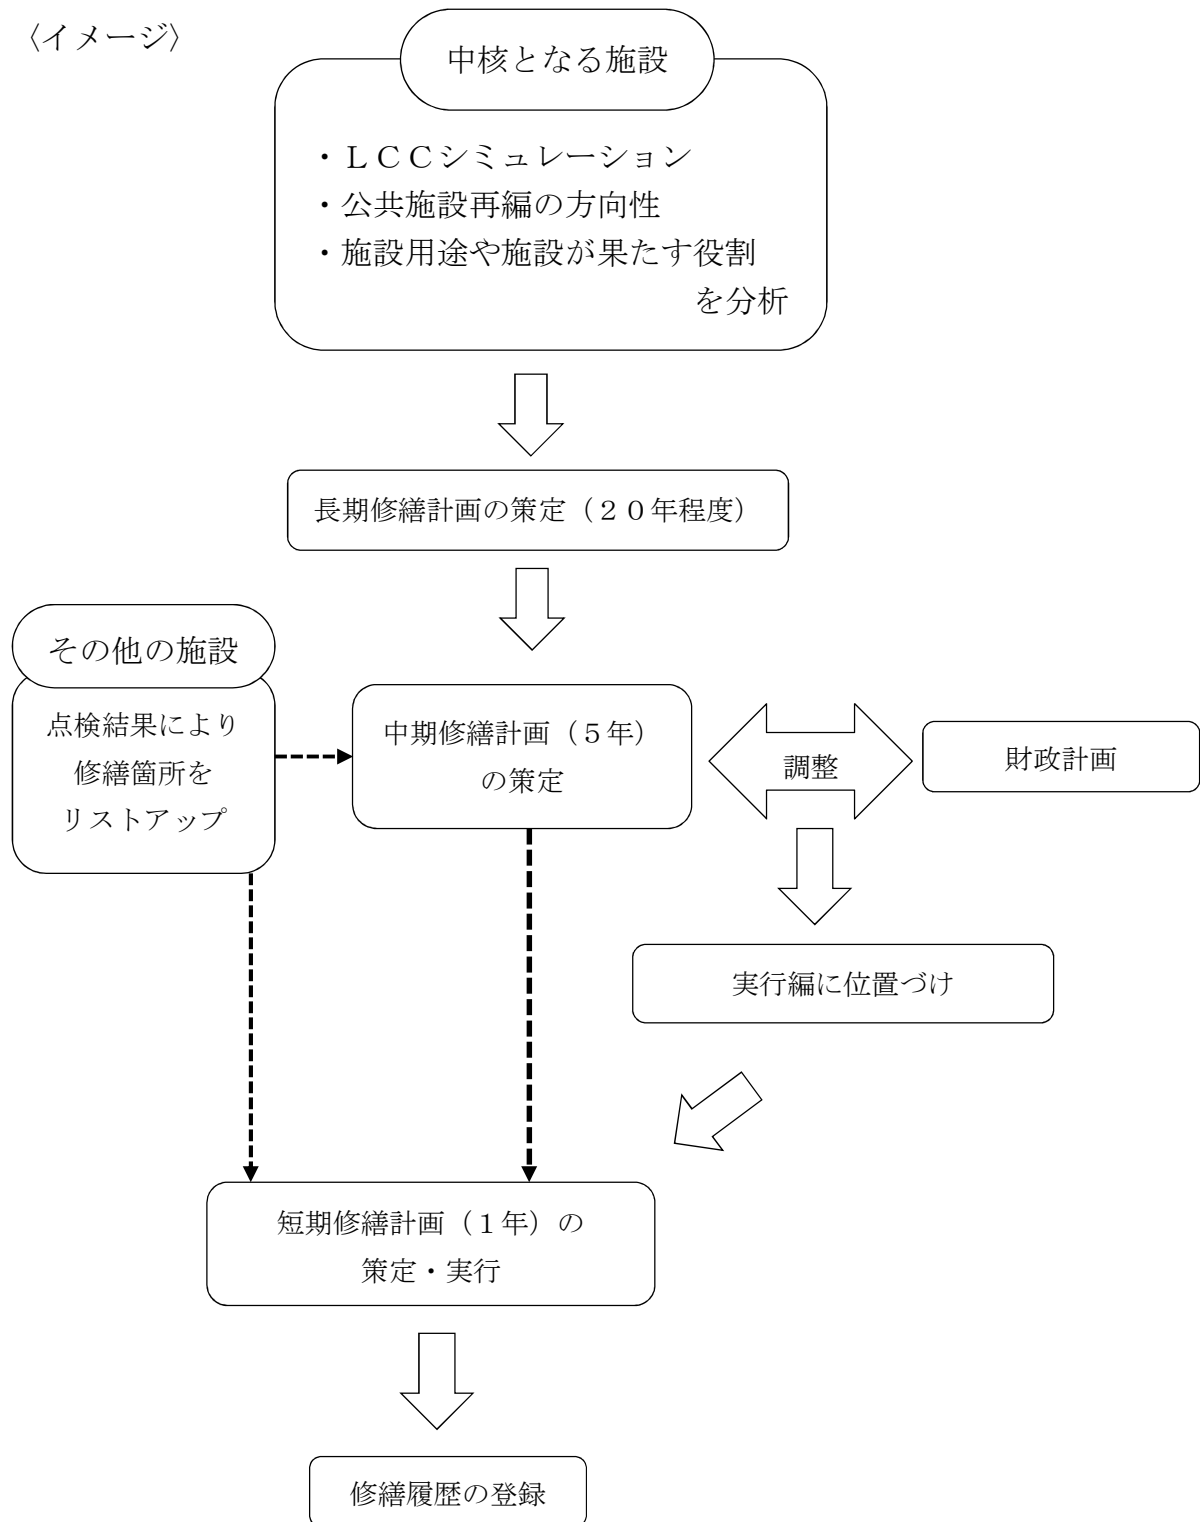 〈イメージ〉
中核となる施設
・ＬＣＣシミュレーション
・公共施設再編の方向性
・施設用途や施設が果たす役割
を分析
長期修繕計画の策定（２０年程度）
その他の施設
点検結果により
修繕箇所を
リストアップ
中期修繕計画（５年）
の策定
調整
財政計画
実行編に位置づけ
短期修繕計画（１年）の
策定・実行
修繕履歴の登録